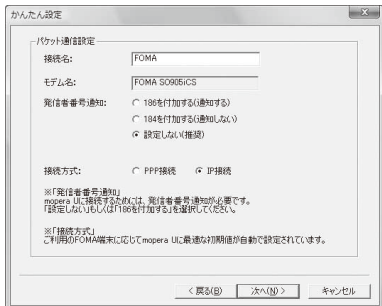 かんたん設定
パケット通信設定
接続名: FOMA
モデム名: FOMA SO905iCS
発信者番号通知: 186を付加する(通知する)
184を付加する(通知しない)
設定しない(推奨)
接続方式: PPP接続 IP接続
※「発信者番号通知」
mopera Uに接続するためには、発信者番号通知が必要です。
「設定しない」もしくは「186を付加する」を選択してください。
※「接続方式」
ご利用のFOMA端末に応じてmopera Uに最適な初期値が自動で設定されています。
< 戻る(B) 次へ(N) > キャンセル